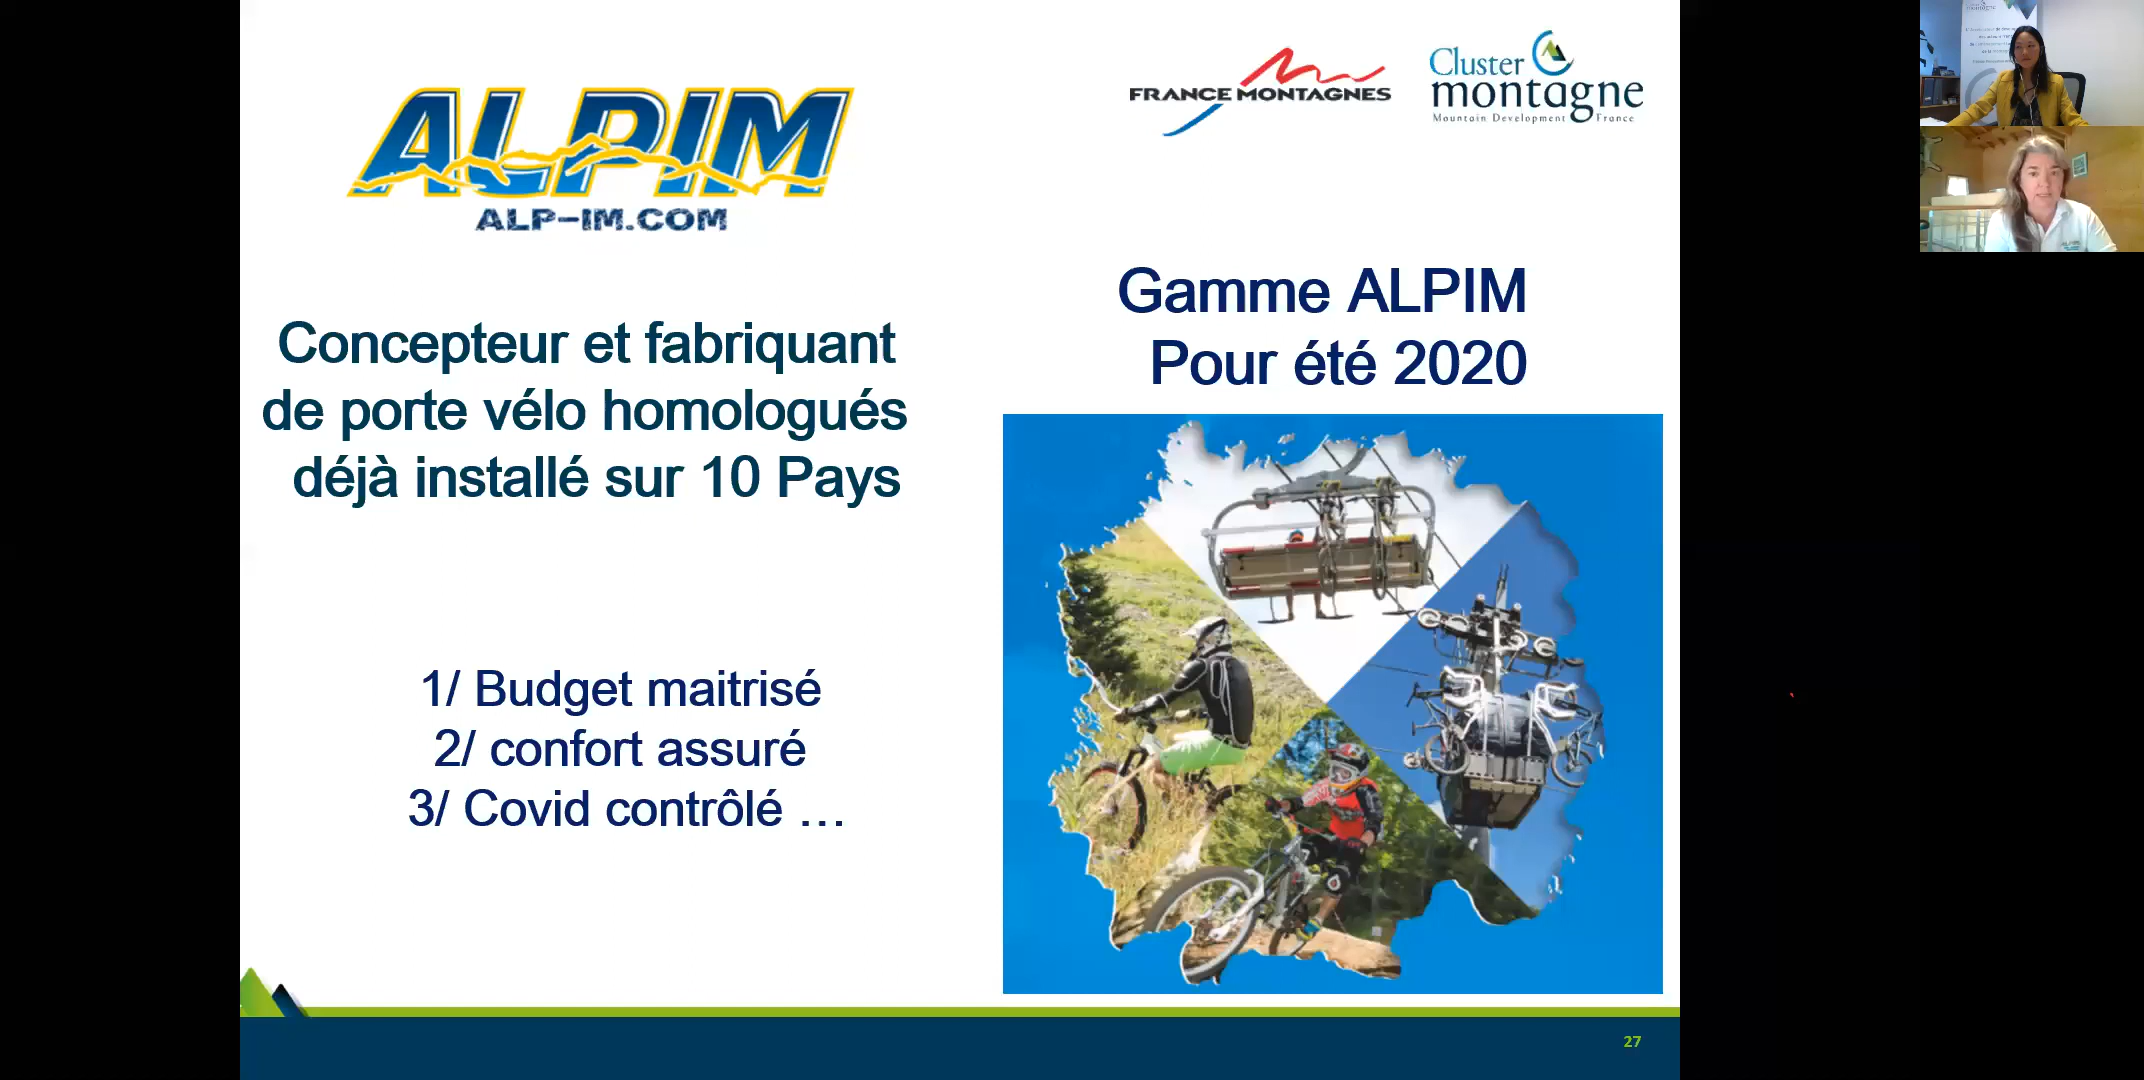 ALPIM
ALP-IM.COM
FRANCE MONTAGNES
Cluster
montagne
Mountain Development France
Gamme ALPIM
Pour été 2020
Concepteur et fabriquant
de porte vélo homologués
déjà installé sur 10 Pays
1/ Budget maitrisé
2/ confort assuré
3/ Covid contrôlé …
27